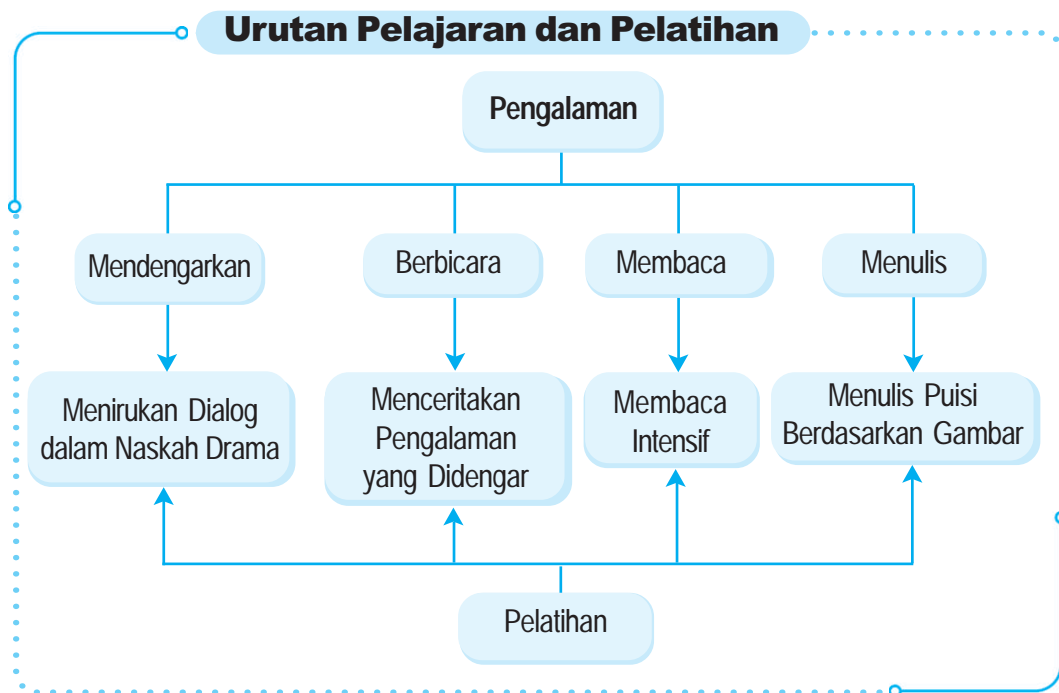 Urutan Pelajaran dan Pelatihan
Pengalaman
Mendengarkan
Berbicara
Membaca
Menulis
Menirukan Dialog
dalam Naskah Drama
Menceritakan
Pengalaman
yang Didengar
Membaca
Intensif
Menulis Puisi
Berdasarkan Gambar
Pelatihan